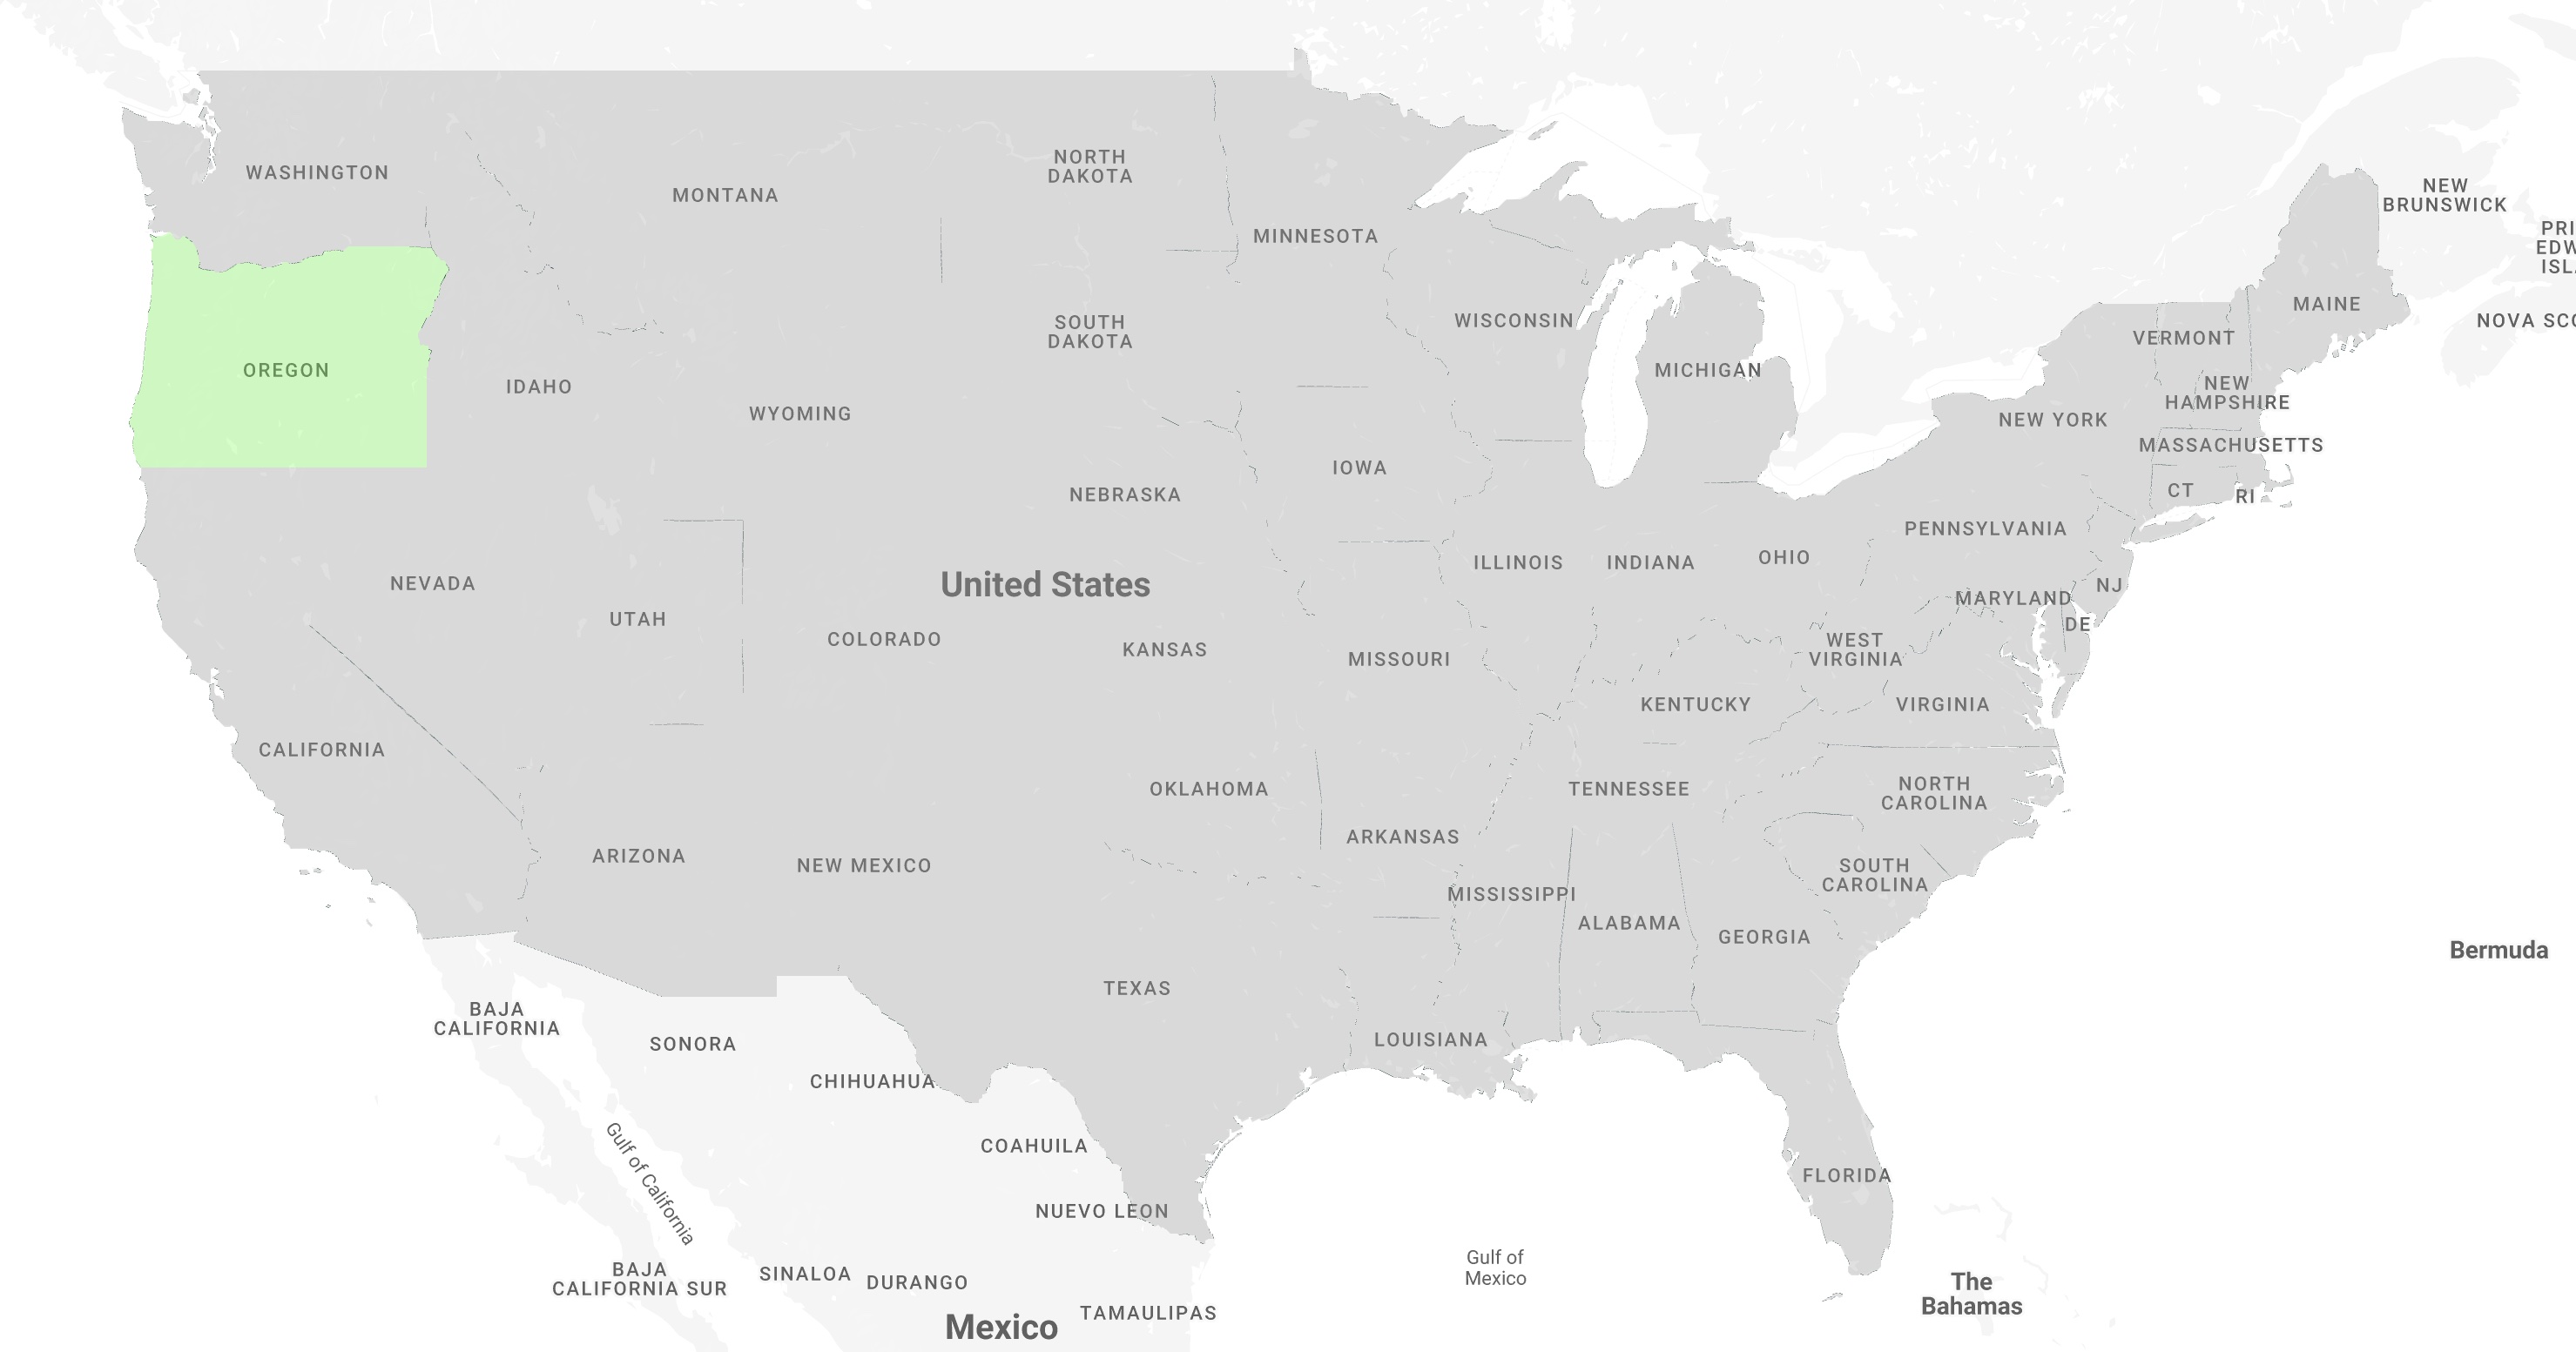 WASHINGTON
MONTANA
NORTH
DAKOTA
MINNESOTA
NEW
BRUNSWICK
PRI
EDW
ISL
OREGON
IDAHO
WYOMING
SOUTH
DAKOTA
WISCONSIN
MICHIGAN
VERMONT
MAINE
NOVA SCO
NEW
HAMPSHIRE
NEW YORK
MASSACHUSETTS
CT
RI
IOWA
NEBRASKA
PENNSYLVANIA
ILLINOIS
INDIANA
OHIO
NEVADA
UTAH
United States
NJ
MARYLAND
DE
COLORADO
KANSAS
MISSOURI
WEST
VIRGINIA
KENTUCKY
VIRGINIA
CALIFORNIA
OKLAHOMA
TENNESSEE
NORTH
CAROLINA
ARIZONA
NEW MEXICO
ARKANSAS
SOUTH
CAROLINA
MISSISSIPPI
ALABAMA
GEORGIA
Bermuda
TEXAS
LOUISIANA
BAJA
CALIFORNIA
SONORA
CHIHUAHUA
COAHUILA
Gulf of California
NUEVO LEON
FLORIDA
BAJA
CALIFORNIA SUR
SINALOA
DURANGO
Gulf of
Mexico
The
Bahamas
Mexico
TAMAULIPAS